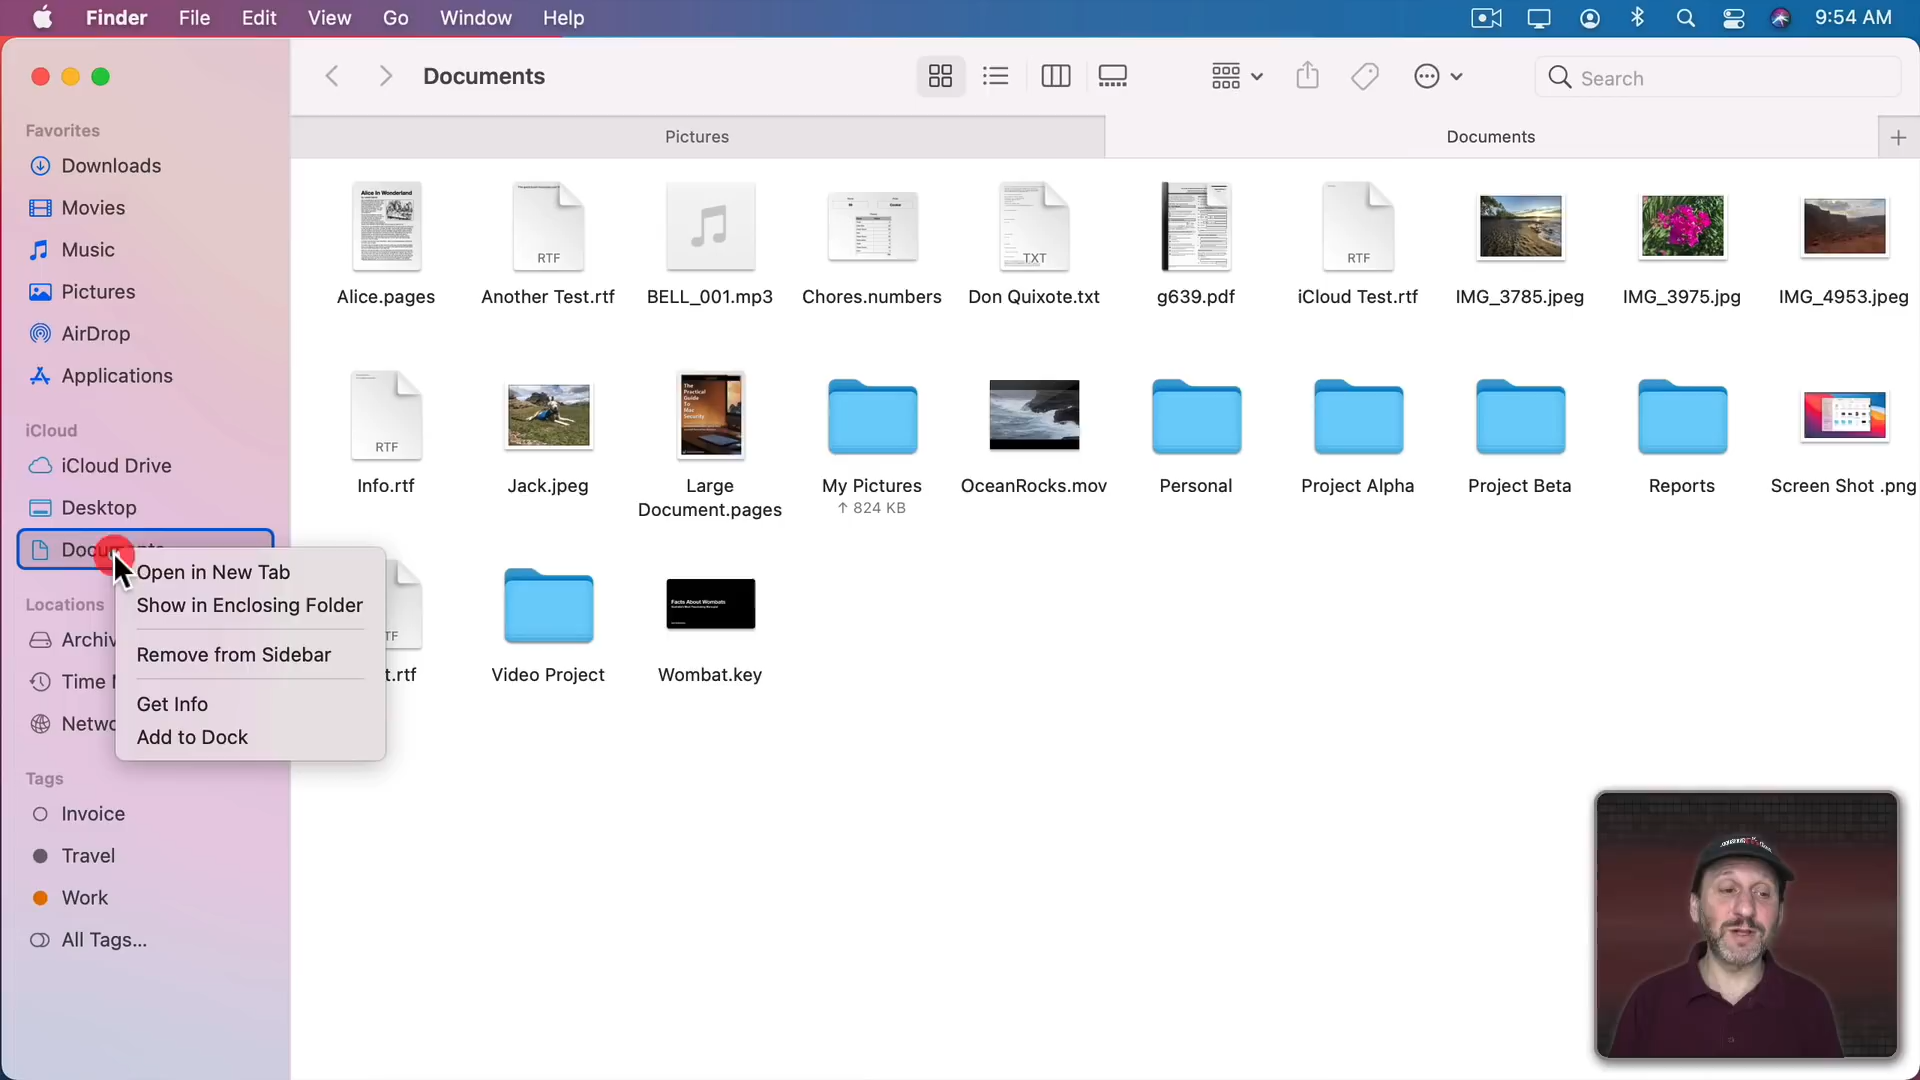 Finder File Edit View Go Window Help 9:54 AM
Documents
Search
Pictures Documents
Favorites
Downloads
Movies
Music
Pictures
AirDrop
Applications
iCloud
iCloud Drive
Desktop
Locations
Archiv
Time
Netwo
Tags
Invoice
Travel
Work
All Tags...
Open in New Tab
Show in Enclosing Folder
Remove from Sidebar
Get Info
Add to Dock
Alice In Wonderland
RTF
TXT
RTF
Alice.pages Another Test.rtf BELL_001.mp3 Chores.numbers Don Quixote.txt g639.pdf iCloud Test.rtf IMG_3785.jpeg IMG_3975.jpg IMG_4953.jpeg
RTF
The
Practical
Guide
To
Mac
Security
Info.rtf Jack.jpeg Large Document.pages My Pictures OceanRocks.mov Personal Project Alpha Project Beta Reports Screen Shot .png
↑ 824 KB
TF
Facts About Wombats
t.rtf Video Project Wombat.key